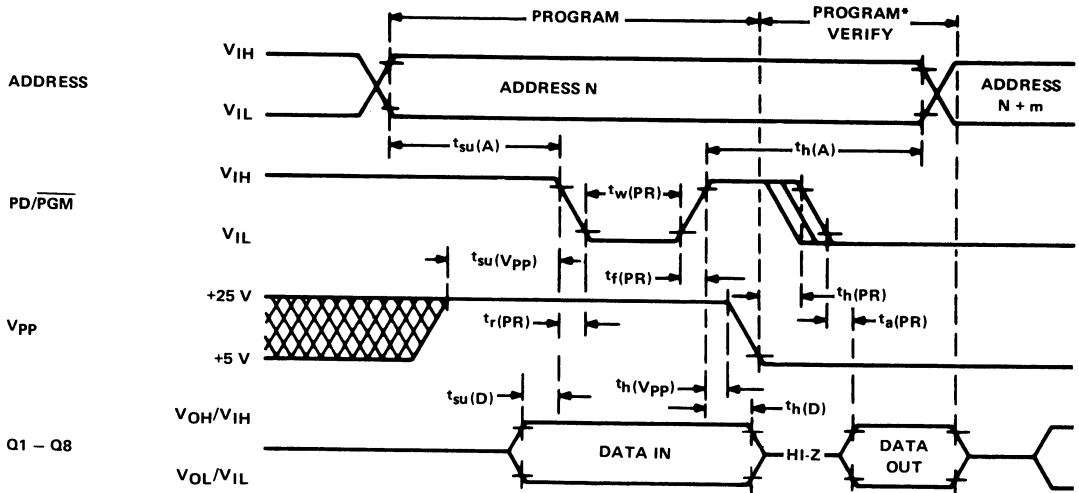 PROGRAM
PROGRAM*
VERIFY
ADDRESS
VIH
VIL
ADDRESS N
ADDRESS
N + m
tsu(A)
th(A)
PD/PGM
VIH
VIL
tw(PR)
tsu(VPP)
tf(PR)
th(PR)
VPP
+25 V
+5 V
tr(PR)
ta(PR)
tsu(D)
th(VPP)
th(D)
Q1 – Q8
VOH/VIH
VOL/VIL
DATA IN
HI-Z
DATA
OUT